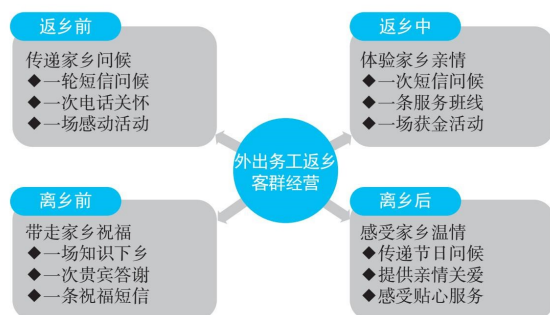 返乡前
传递家乡问候
◆一轮短信问候
◆一次电话关怀
◆一场感动活动
返乡中
体验家乡亲情
◆一次短信问候
◆一条服务班线
◆一场获金活动
外出务工返乡
客群经营
离乡前
带走家乡祝福
◆一场知识下乡
◆一次贵宾答谢
◆一条祝福短信
离乡后
感受家乡温情
◆传递节日问候
◆提供亲情关爱
◆感受贴心服务